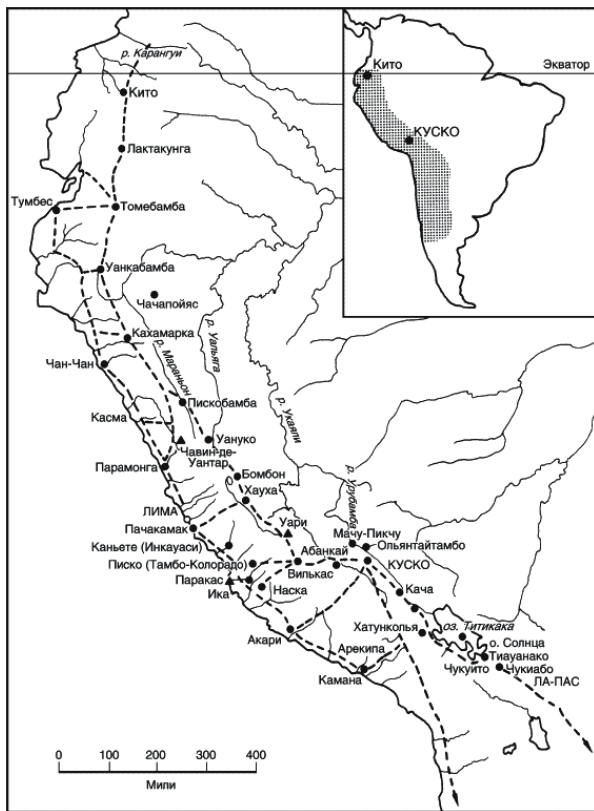 р. Карангуи
Экватор
Кито
КУСКО
Кито
Лактакунга
Тумбес
Томебамба
Уанкабамба
Чачапойяс
Кахамарка
р. Мараньон
р. Уальяга
Чан-Чан
р. Укаяли
Пискобамба
Касма
Уануко
Чавин-де-
Уантар
Парамонга
Бомбон
Хауха
р. Урубамба
ЛИМА
Уари
Пачакамак
Мачу-Пикчу
Каньете (Инкауаси)
Абанкай
Ольянтайтамбо
Писко (Тамбо-Колорадо)
Вилькас
КУСКО
Паракас
Наска
Кача
Ика
Хатунколья
оз. Титикака
Акари
о. Солнца
Арекипа
Тиауанако
Чукуито
Чукиабо
Камана
ЛА-ПАС
0 100 200 300 400
Мили